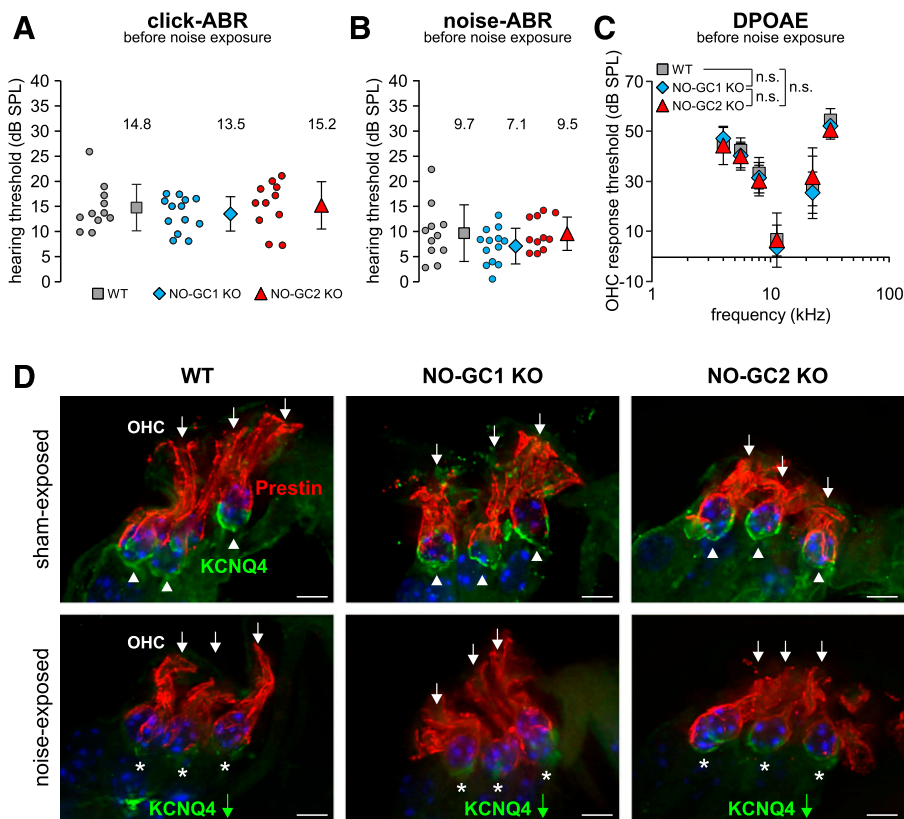 A
click-ABR
before noise exposure
hearing threshold (dB SPL)
40
35
30
25
20
15
10
5
0
14.8
13.5
15.2
WT
NO-GC1 KO
NO-GC2 KO
B
noise-ABR
before noise exposure
hearing threshold (dB SPL)
40
35
30
25
20
15
10
5
0
9.7
7.1
9.5
C
DPOAE
before noise exposure
WT
NO-GC1 KO
NO-GC2 KO
n.s.
n.s.
n.s.
OHC response threshold (dB SPL)
70
50
30
10
-10
1
10
100
frequency (kHz)
D
WT
NO-GC1 KO
NO-GC2 KO
sham-exposed
OHC
Prestin
KCNQ4
noise-exposed
OHC
* * *
KCNQ4
* * *
KCNQ4
* * *
KCNQ4